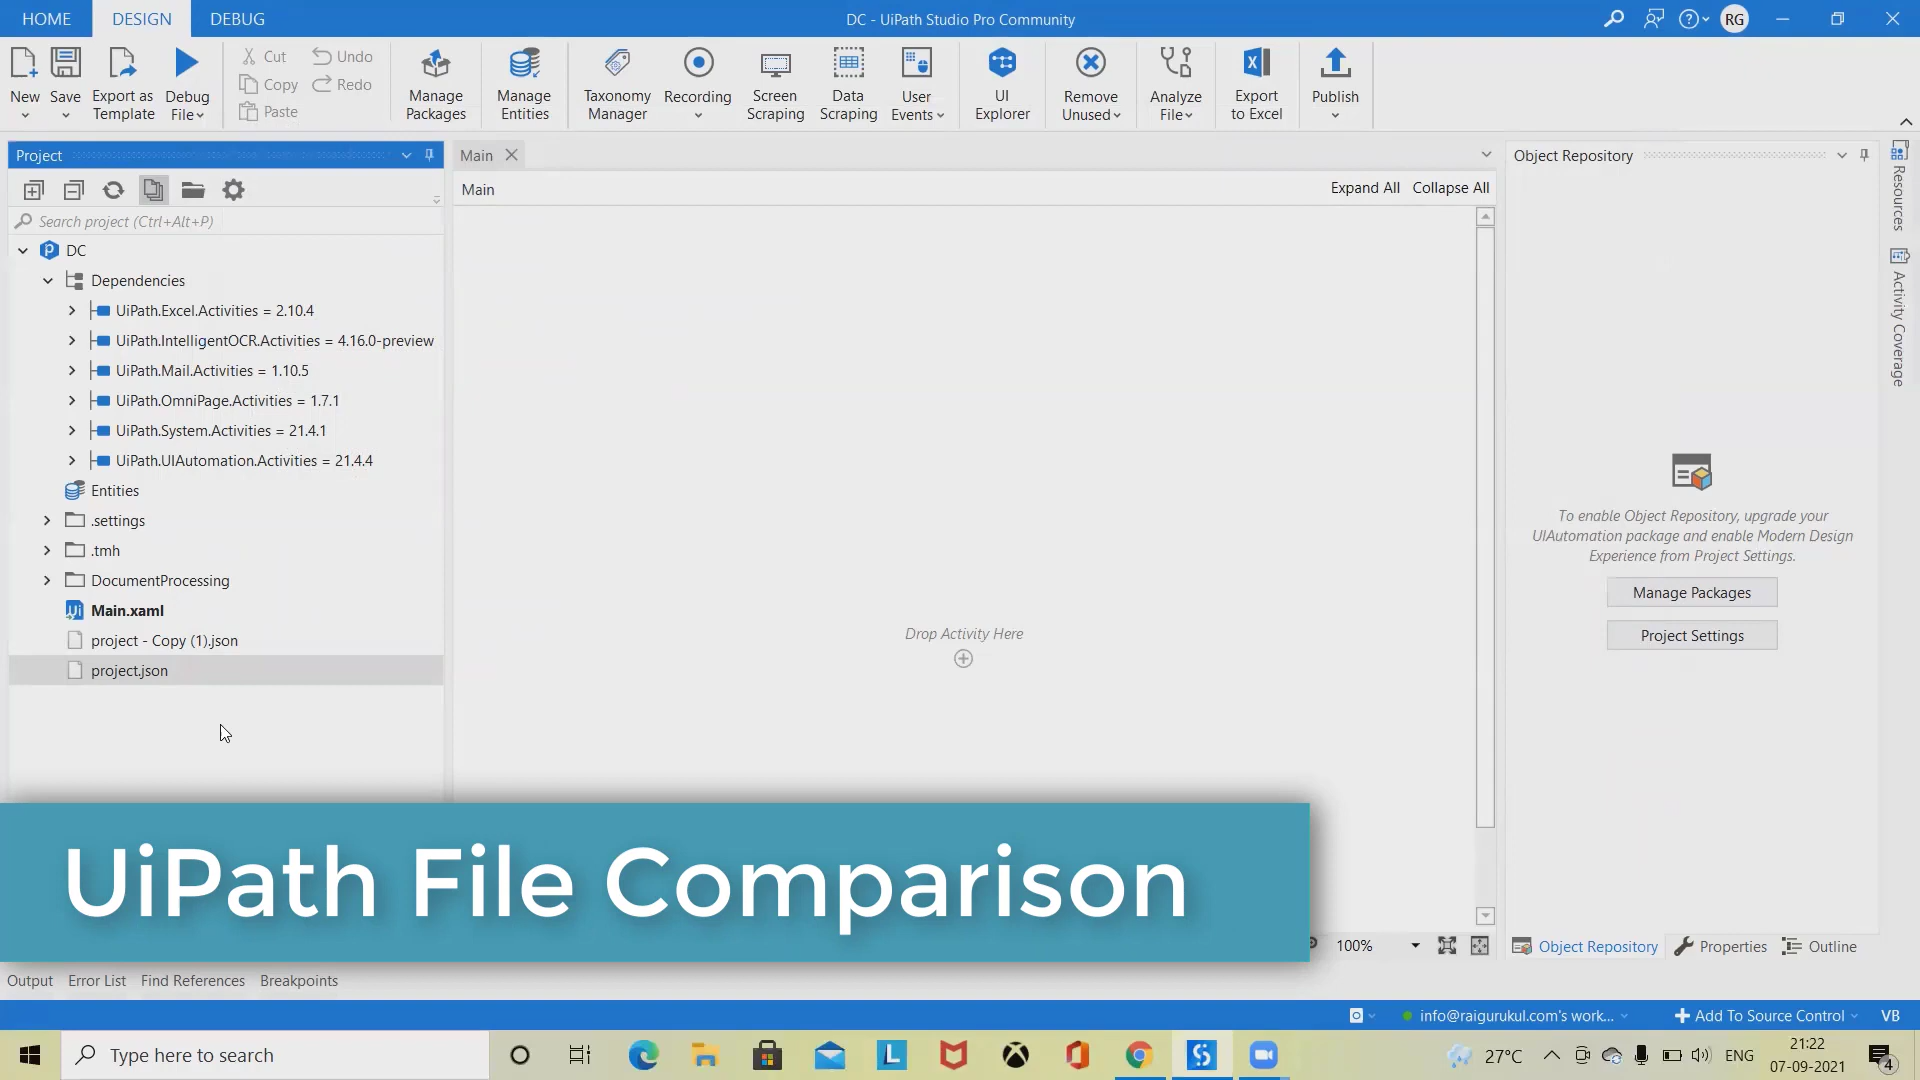 HOME DESIGN DEBUG
DC - UiPath Studio Pro Community
RG
New
Save
Export as Template
Debug File
Cut
Copy
Paste
Undo
Redo
Manage Packages
Manage Entities
Taxonomy Manager
Recording
Screen Scraping
Data Scraping
User Events
UI Explorer
Remove Unused
Analyze File
Export to Excel
Publish
Project
Search project (Ctrl+Alt+P)
DC
Dependencies
UiPath.Excel.Activities = 2.10.4
UiPath.IntelligentOCR.Activities = 4.16.0-preview
UiPath.Mail.Activities = 1.10.5
UiPath.OmniPage.Activities = 1.7.1
UiPath.System.Activities = 21.4.1
UiPath.UIAutomation.Activities = 21.4.4
Entities
.settings
.tmh
DocumentProcessing
Main.xaml
project - Copy (1).json
project.json
Main
Main
Expand All Collapse All
Drop Activity Here
Object Repository
To enable Object Repository, upgrade your
UIAutomation package and enable Modern Design
Experience from Project Settings.
Manage Packages
Project Settings
Resources
Activity Coverage
UiPath File Comparison
100%
Object Repository Properties Outline
Output Error List Find References Breakpoints
info@raigurukul.com's work...
Add To Source Control
VB
Type here to search
27°C
ENG
21:22
07-09-2021
4